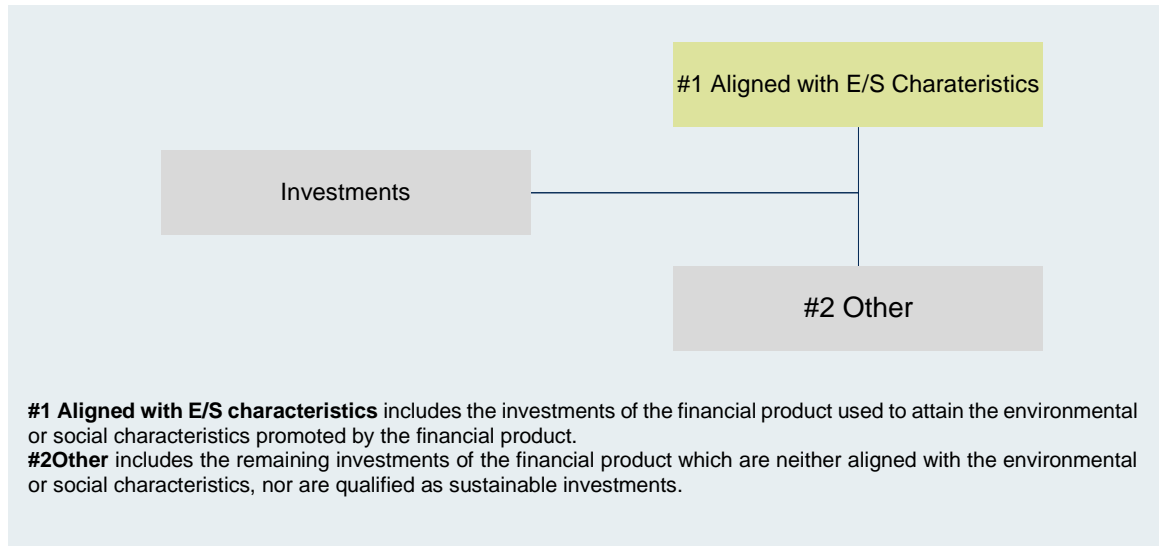 #1 Aligned with E/S Charateristics
Investments
#2 Other
#1 Aligned with E/S characteristics includes the investments of the financial product used to attain the environmental
or social characteristics promoted by the financial product.
#2Other includes the remaining investments of the financial product which are neither aligned with the environmental
or social characteristics, nor are qualified as sustainable investments.